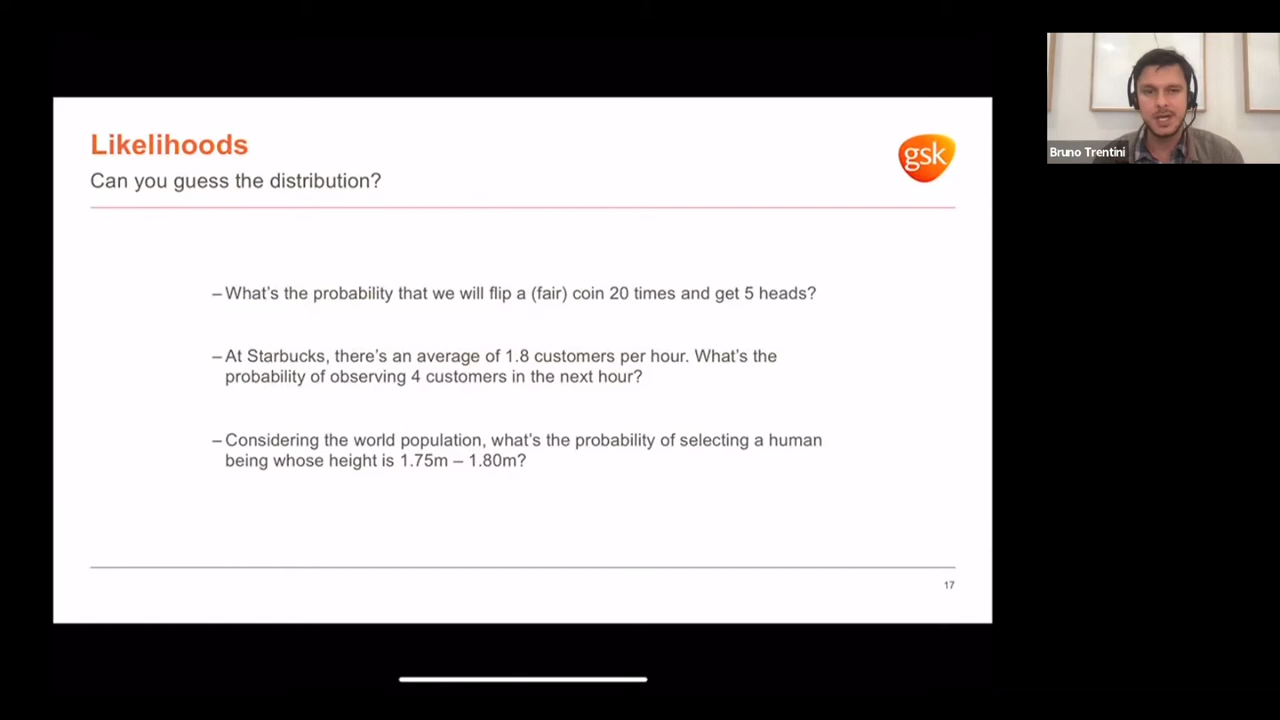 Likelihoods
Can you guess the distribution?
gsk
– What's the probability that we will flip a (fair) coin 20 times and get 5 heads?
– At Starbucks, there's an average of 1.8 customers per hour. What's the
probability of observing 4 customers in the next hour?
– Considering the world population, what's the probability of selecting a human
being whose height is 1.75m – 1.80m?
17
Bruno Trentini